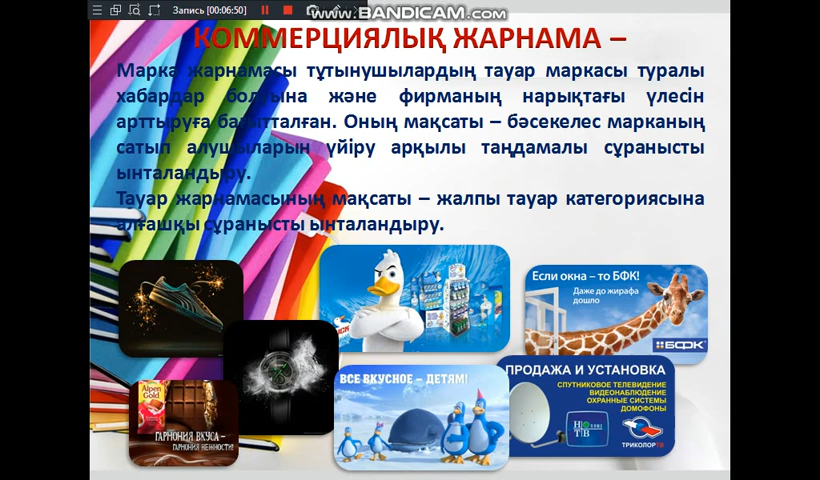 Запись [00:06:50]
www.BANDICAM.com
КОММЕРЦИЯЛЫҚ ЖАРНАМА –
Марка жарнамасы тұтынушылардың тауар маркасы туралы
хабардар болуына және фирманың нарықтағы үлесін
арттыруға бағытталған. Оның мақсаты – бәсекелес марканың
сатып алушыларын үйіру арқылы таңдамалы сұранысты
ынталандыру.
Тауар жарнамасының мақсаты – жалпы тауар категориясына
алғашқы сұранысты ынталандыру.
Если окна – то БФК!
Даже до жирафа
дошло
БФК
Alpen
Gold
ГАРМОНИЯ ВКУСА –
ГАРМОНИЯ НЕЖНОСТИ!
ВСЕ ВКУСНОЕ – ДЕТЯМ!
ПРОДАЖА И УСТАНОВКА
СПУТНИКОВОЕ ТЕЛЕВИДЕНИЕ
ВИДЕОНАБЛЮДЕНИЕ
ОХРАННЫЕ СИСТЕМЫ
ДОМОФОНЫ
ТРИКОЛОР ТВ